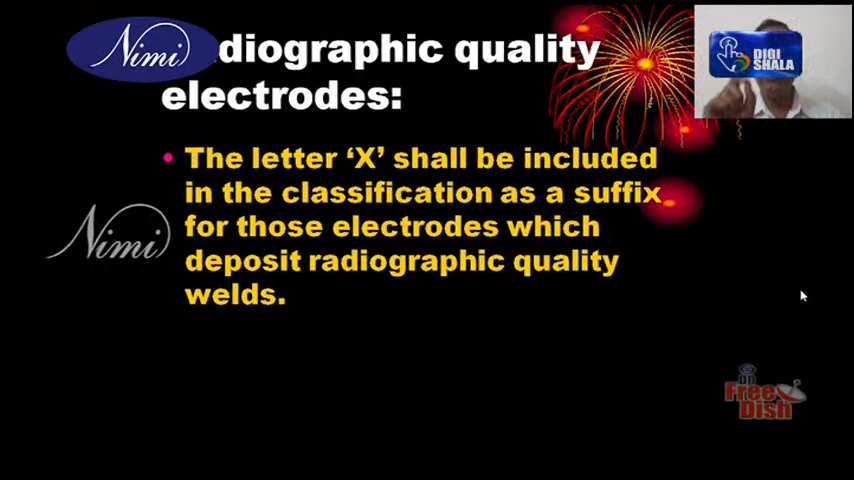 Nimi
adiographic quality
electrodes:
DIGI
SHALA
• The letter ‘X’ shall be included
in the classification as a suffix
for those electrodes which
deposit radiographic quality
welds.
Nimi
Free
Dish